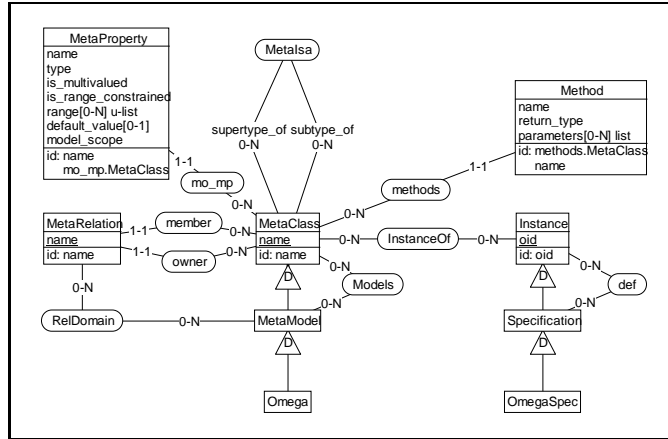 MetaProperty
name
type
is_multivalued
is_range_constrained
range[0-N] u-list
default_value[0-1]
model_scope
id: name
mo_mp.MetaClass
MetaIsa
supertype_of
0-N
subtype_of
0-N
Method
name
return_type
parameters[0-N] list
id: methods.MetaClass
name
1-1
mo_mp
0-N
1-1
methods
0-N
MetaRelation
name
id: name
1-1
member
0-N
1-1
owner
0-N
MetaClass
name
id: name
0-N
InstanceOf
0-N
Instance
oid
id: oid
0-N
RelDomain
0-N
D
0-N
Models
0-N
MetaModel
D
Omega
D
0-N
def
0-N
Specification
D
OmegaSpec